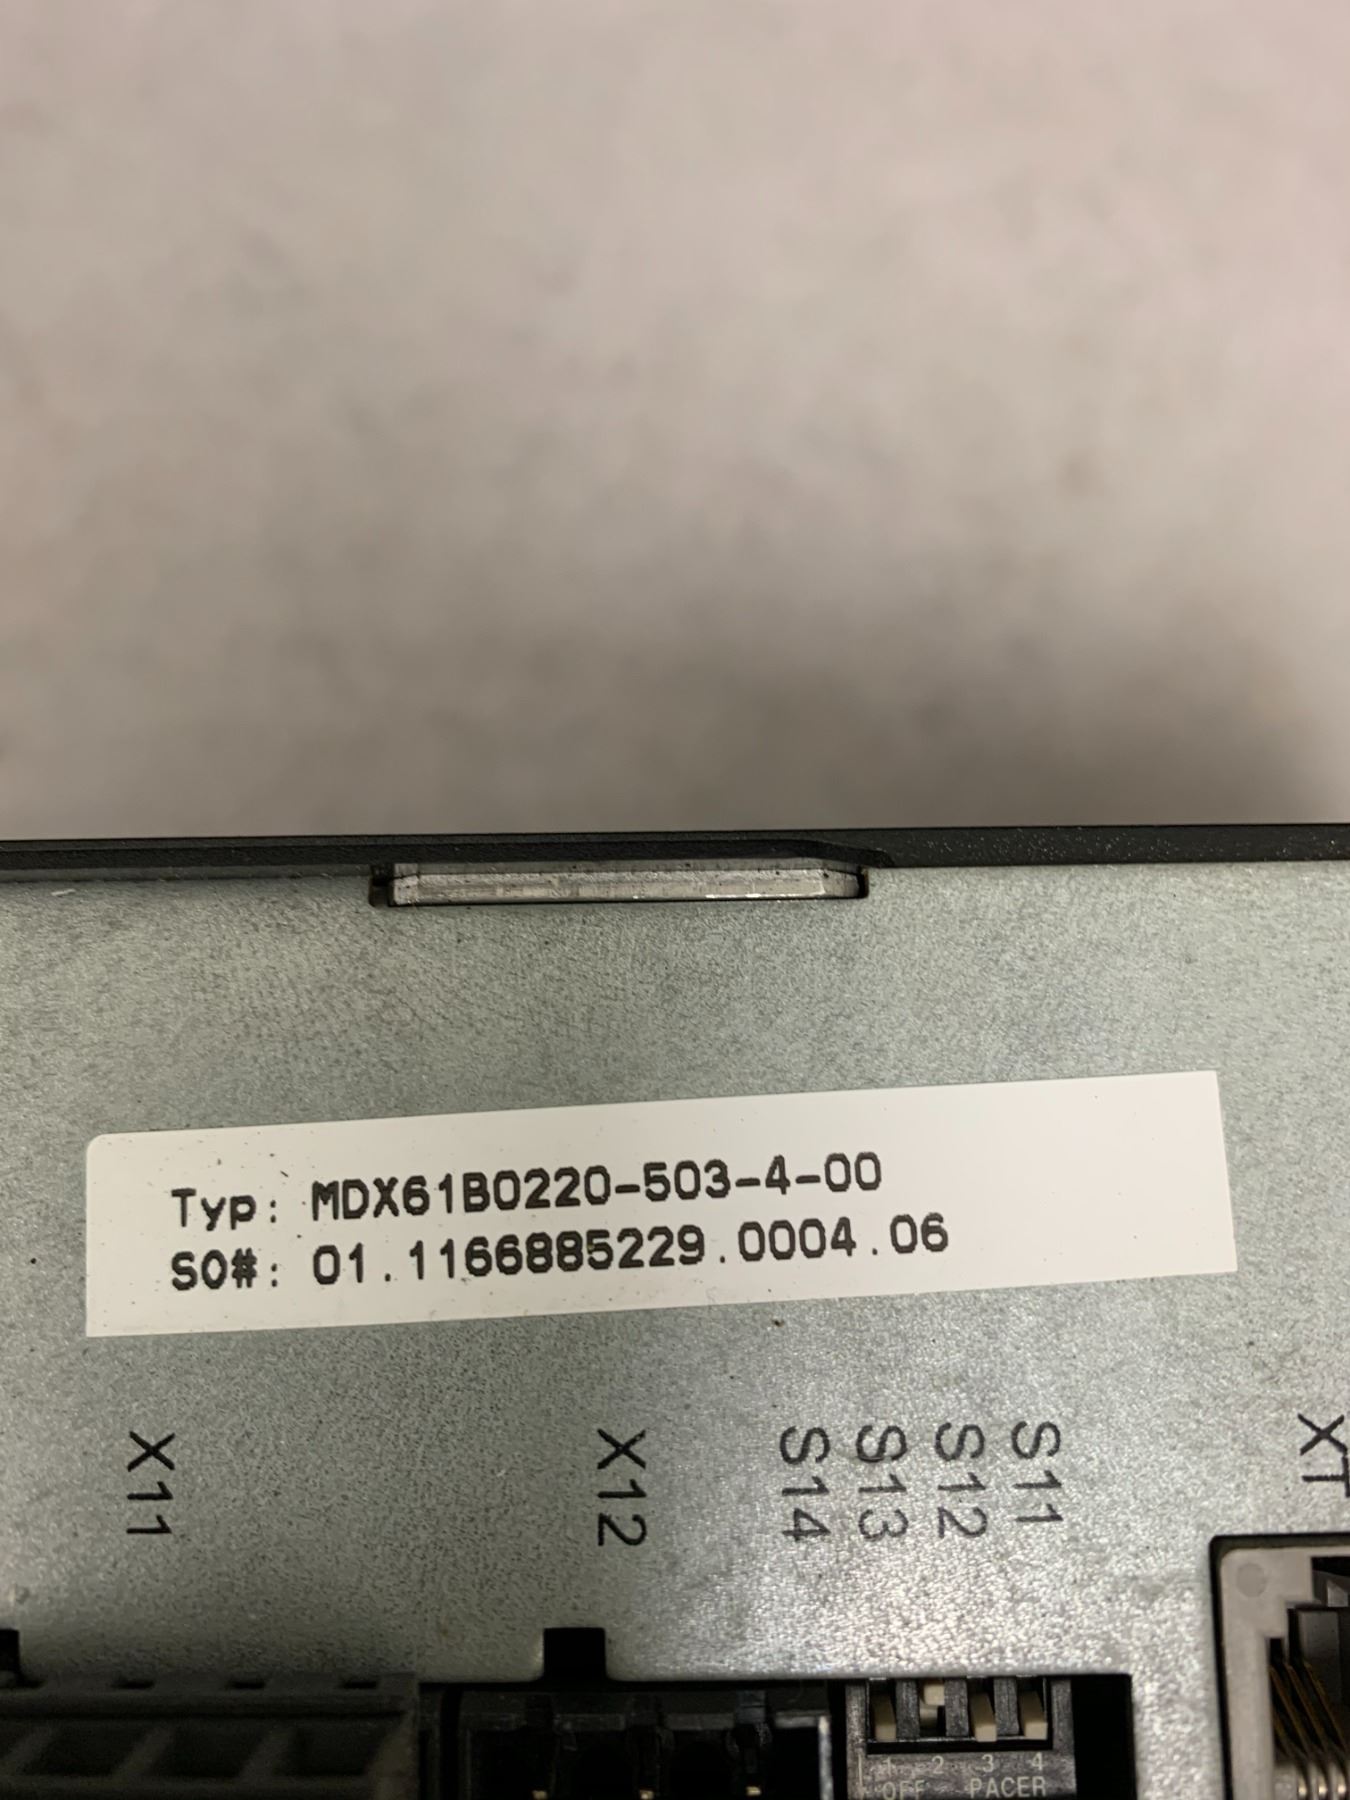 Typ: MDX61B0220-503-4-00
SO#: 01.1166885229.0004.06
X11
X12
S14
S13
S12
S11
XT
1 2 3 4
OFF PACER